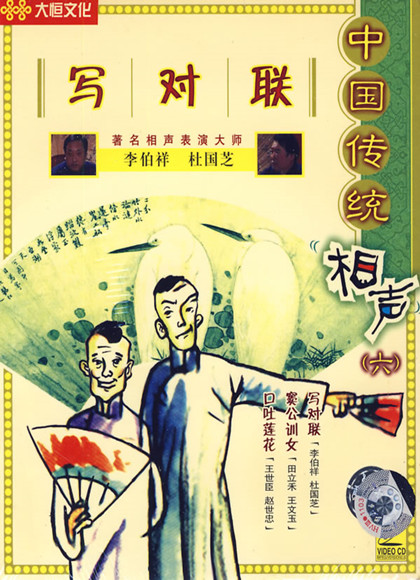 大恒文化
写对联
著名相声表演大师
李伯祥 杜国芝
中国传统
相声
(六)
写对联「李伯祥 杜国芝」
窦公训女「田立禾 王文玉」
口吐莲花「王世臣 赵世忠」
VIDEO CD